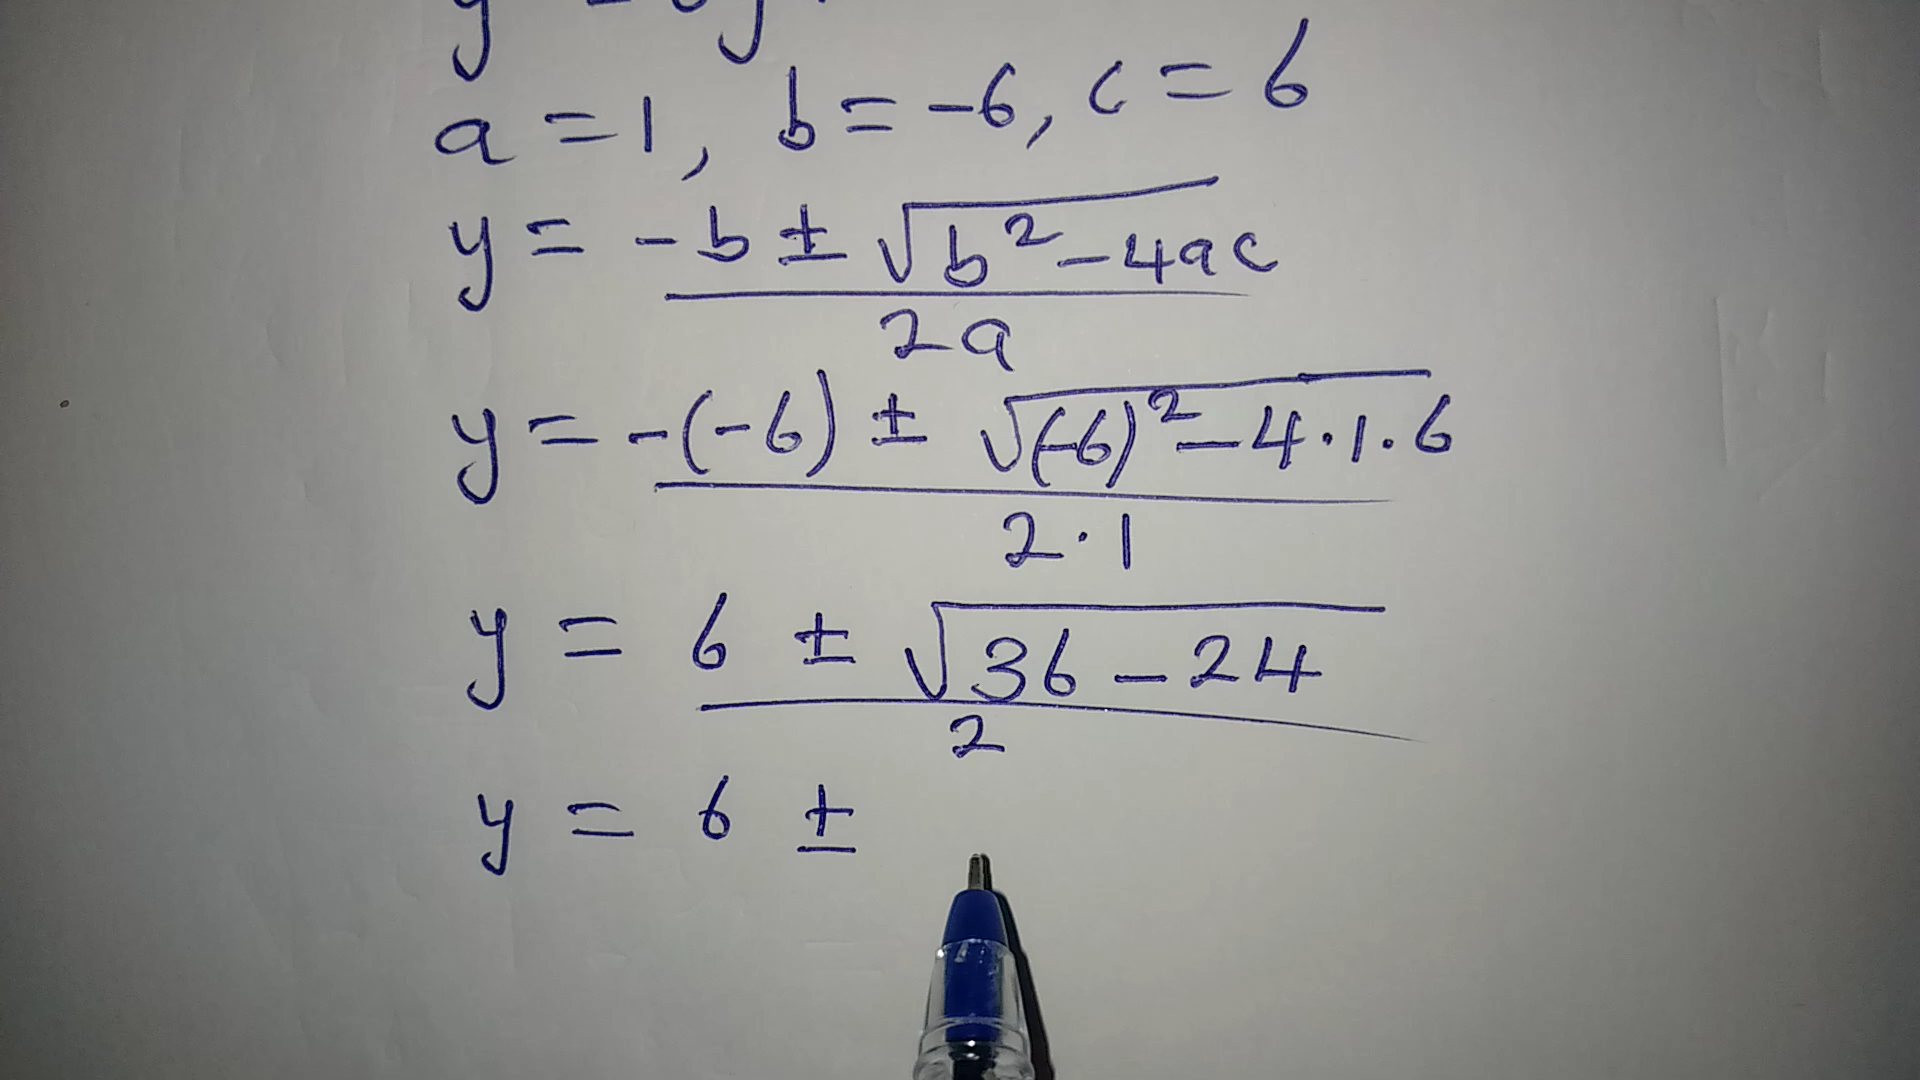 a = 1, b = -6, c = 6
y = -b ± √b² - 4ac
2a
y = -(-6) ± √(-6)² - 4·1·6
2·1
y = 6 ± √36 - 24
2
y = 6 ±